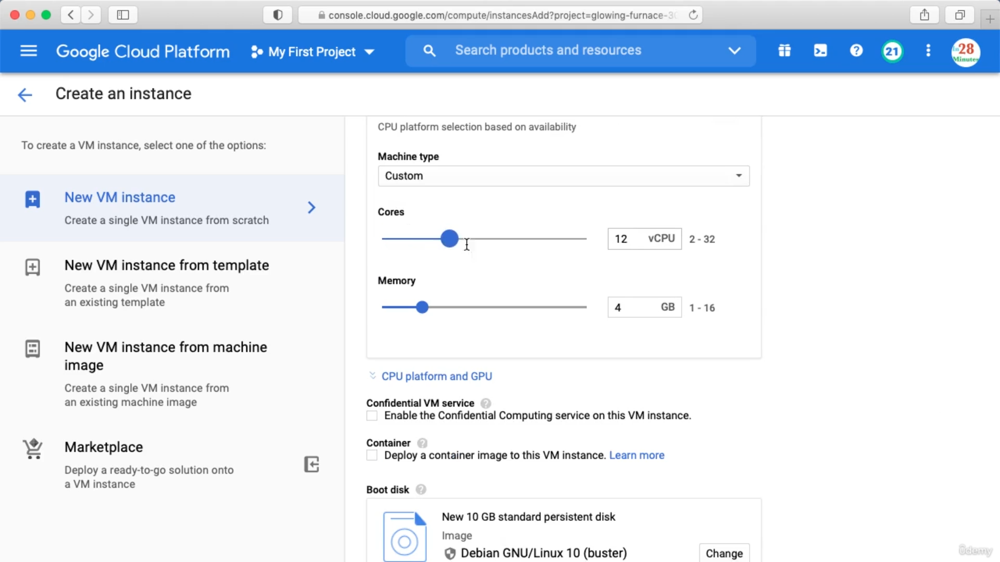 console.cloud.google.com/compute/instancesAdd?project=glowing-furnace-30
Google Cloud Platform
My First Project
Search products and resources
21
in28
Minutes
Create an instance
To create a VM instance, select one of the options:
New VM instance
Create a single VM instance from scratch
New VM instance from template
Create a single VM instance from
an existing template
New VM instance from machine
image
Create a single VM instance from
an existing machine image
Marketplace
Deploy a ready-to-go solution onto
a VM instance
CPU platform selection based on availability
Machine type
Custom
Cores
12 vCPU 2 - 32
Memory
4 GB 1 - 16
CPU platform and GPU
Confidential VM service
Enable the Confidential Computing service on this VM instance.
Container
Deploy a container image to this VM instance. Learn more
Boot disk
New 10 GB standard persistent disk
Image
Debian GNU/Linux 10 (buster)
Change
ûdemy